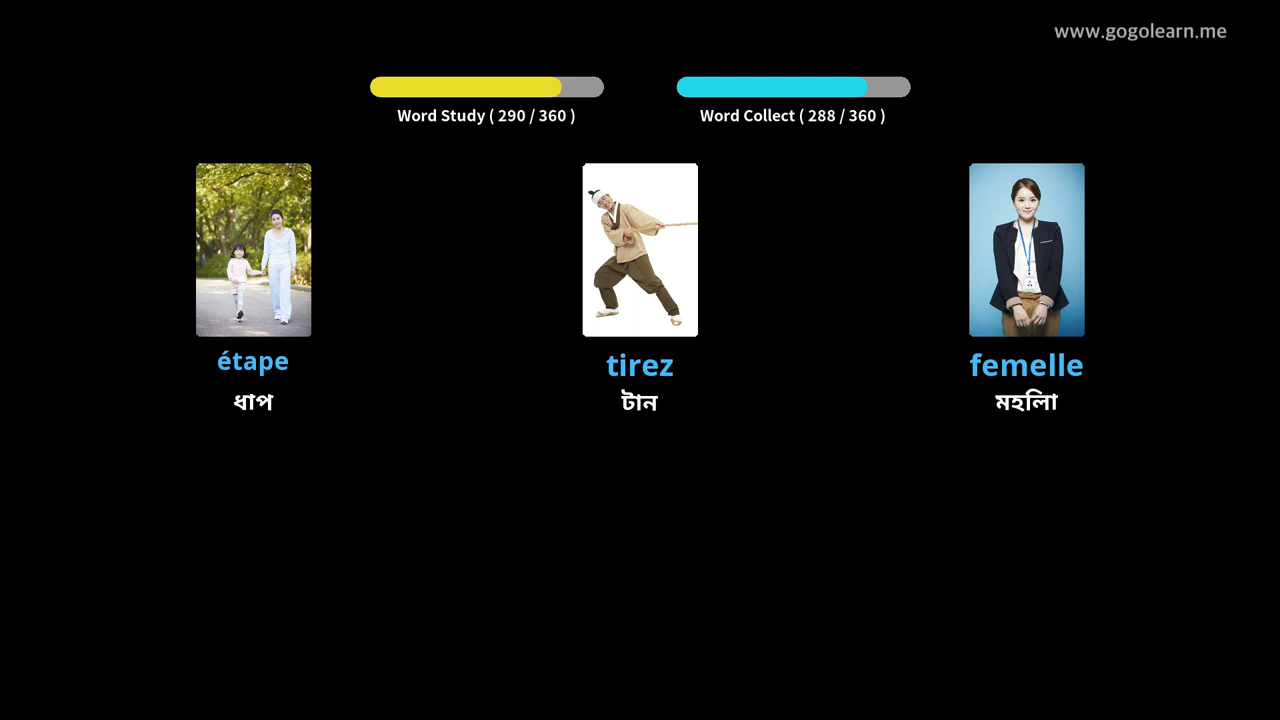 www.gogolearn.me
Word Study ( 290 / 360 )
Word Collect ( 288 / 360 )
étape
tirez
femelle
ধাপ
টান
মহিলা